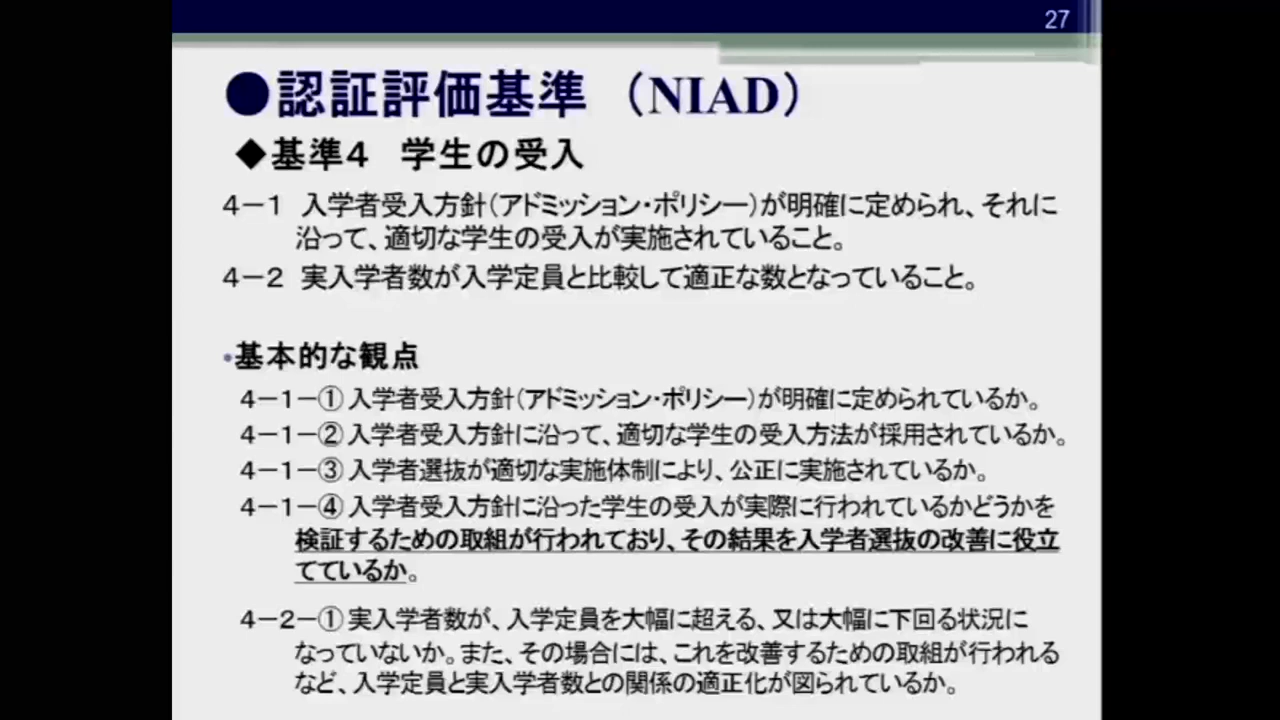 27
●認証評価基準 （NIAD）
◆基準４　学生の受入
４－１　入学者受入方針（アドミッション・ポリシー）が明確に定められ、それに
沿って、適切な学生の受入が実施されていること。
４－２　実入学者数が入学定員と比較して適正な数となっていること。
・基本的な観点
４－１－① 入学者受入方針（アドミッション・ポリシー）が明確に定められているか。
４－１－② 入学者受入方針に沿って、適切な学生の受入方法が採用されているか。
４－１－③ 入学者選抜が適切な実施体制により、公正に実施されているか。
４－１－④ 入学者受入方針に沿った学生の受入が実際に行われているかどうかを
検証するための取組が行われており、その結果を入学者選抜の改善に役立
てているか。
４－２－① 実入学者数が、入学定員を大幅に超える、又は大幅に下回る状況に
なっていないか。また、その場合には、これを改善するための取組が行われる
など、入学定員と実入学者数との関係の適正化が図られているか。